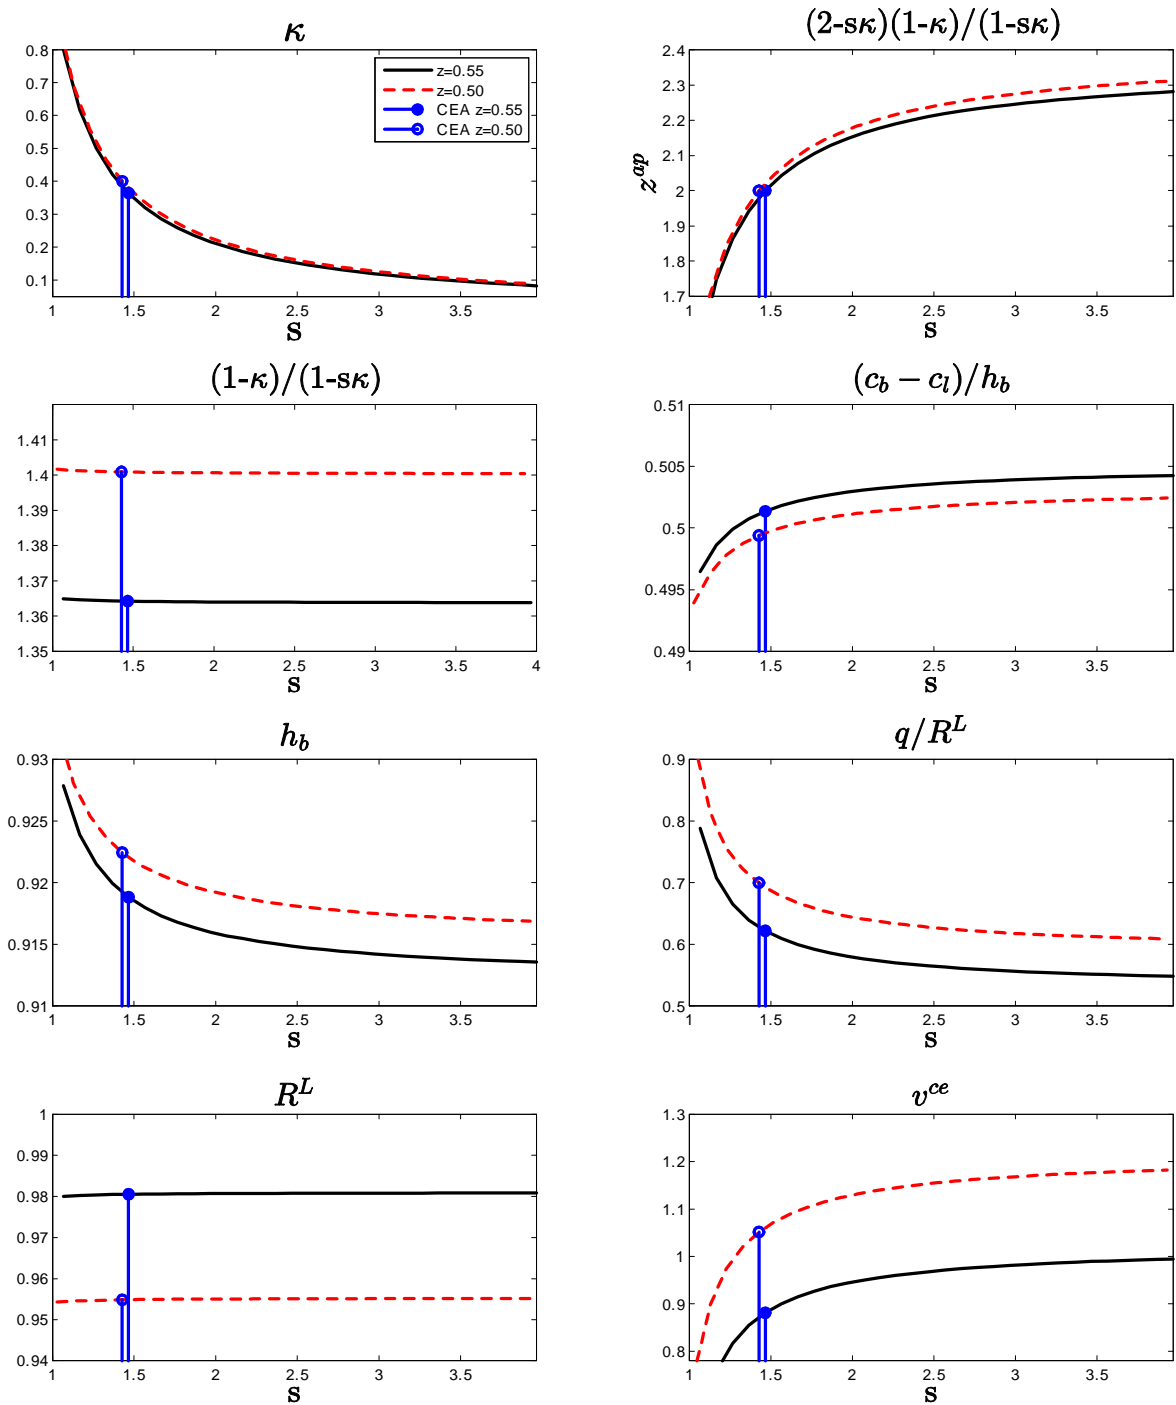 κ
0.8
0.7
0.6
0.5
0.4
0.3
0.2
0.1
1 1.5 2 2.5 3 3.5
s
z=0.55
z=0.50
CEA z=0.55
CEA z=0.50
(2-sκ)(1-κ)/(1-sκ)
z^{ap}
2.4
2.3
2.2
2.1
2
1.9
1.8
1.7
1 1.5 2 2.5 3 3.5
s
(1-κ)/(1-sκ)
1.41
1.4
1.39
1.38
1.37
1.36
1.35
1 1.5 2 2.5 3 3.5 4
s
(c_b − c_l)/h_b
0.51
0.505
0.5
0.495
0.49
1 1.5 2 2.5 3 3.5
s
h_b
0.93
0.925
0.92
0.915
0.91
1 1.5 2 2.5 3 3.5
s
q/R^L
0.9
0.8
0.7
0.6
0.5
1 1.5 2 2.5 3 3.5
s
R^L
1
0.99
0.98
0.97
0.96
0.95
0.94
1 1.5 2 2.5 3 3.5
s
v^{ce}
1.3
1.2
1.1
1
0.9
0.8
1 1.5 2 2.5 3 3.5
s